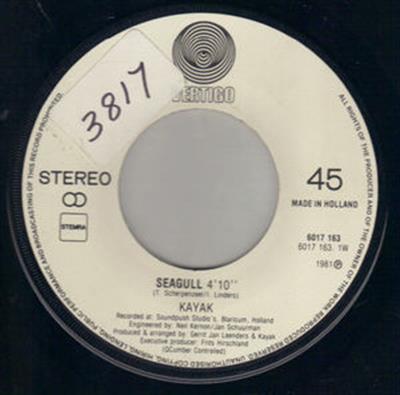 3817
VERTIGO
STEREO
45
MADE IN HOLLAND
STEMRA
6017 163
6017 163. 1W
1981 ℗
SEAGULL 4'10''
(T. Scherpenzeel/I. Linders)
KAYAK
Recorded at: Soundpush Studio's, Blaricum, Holland
Engineered by: Neil Kernon/Jan Schuurman
Produced & arranged by: Gerrit Jan Leenders & Kayak
Executive producer: Frits Hirschland
(QCumber Controlled)
ALL RIGHTS OF THE PRODUCER AND OF THE OWNER OF THE WORK REPRODUCED RESERVED. UNAUTHORISED COPYING, HIRING, LENDING, PUBLIC PERFORMANCE AND BROADCASTING OF THIS RECORD PROHIBITED.